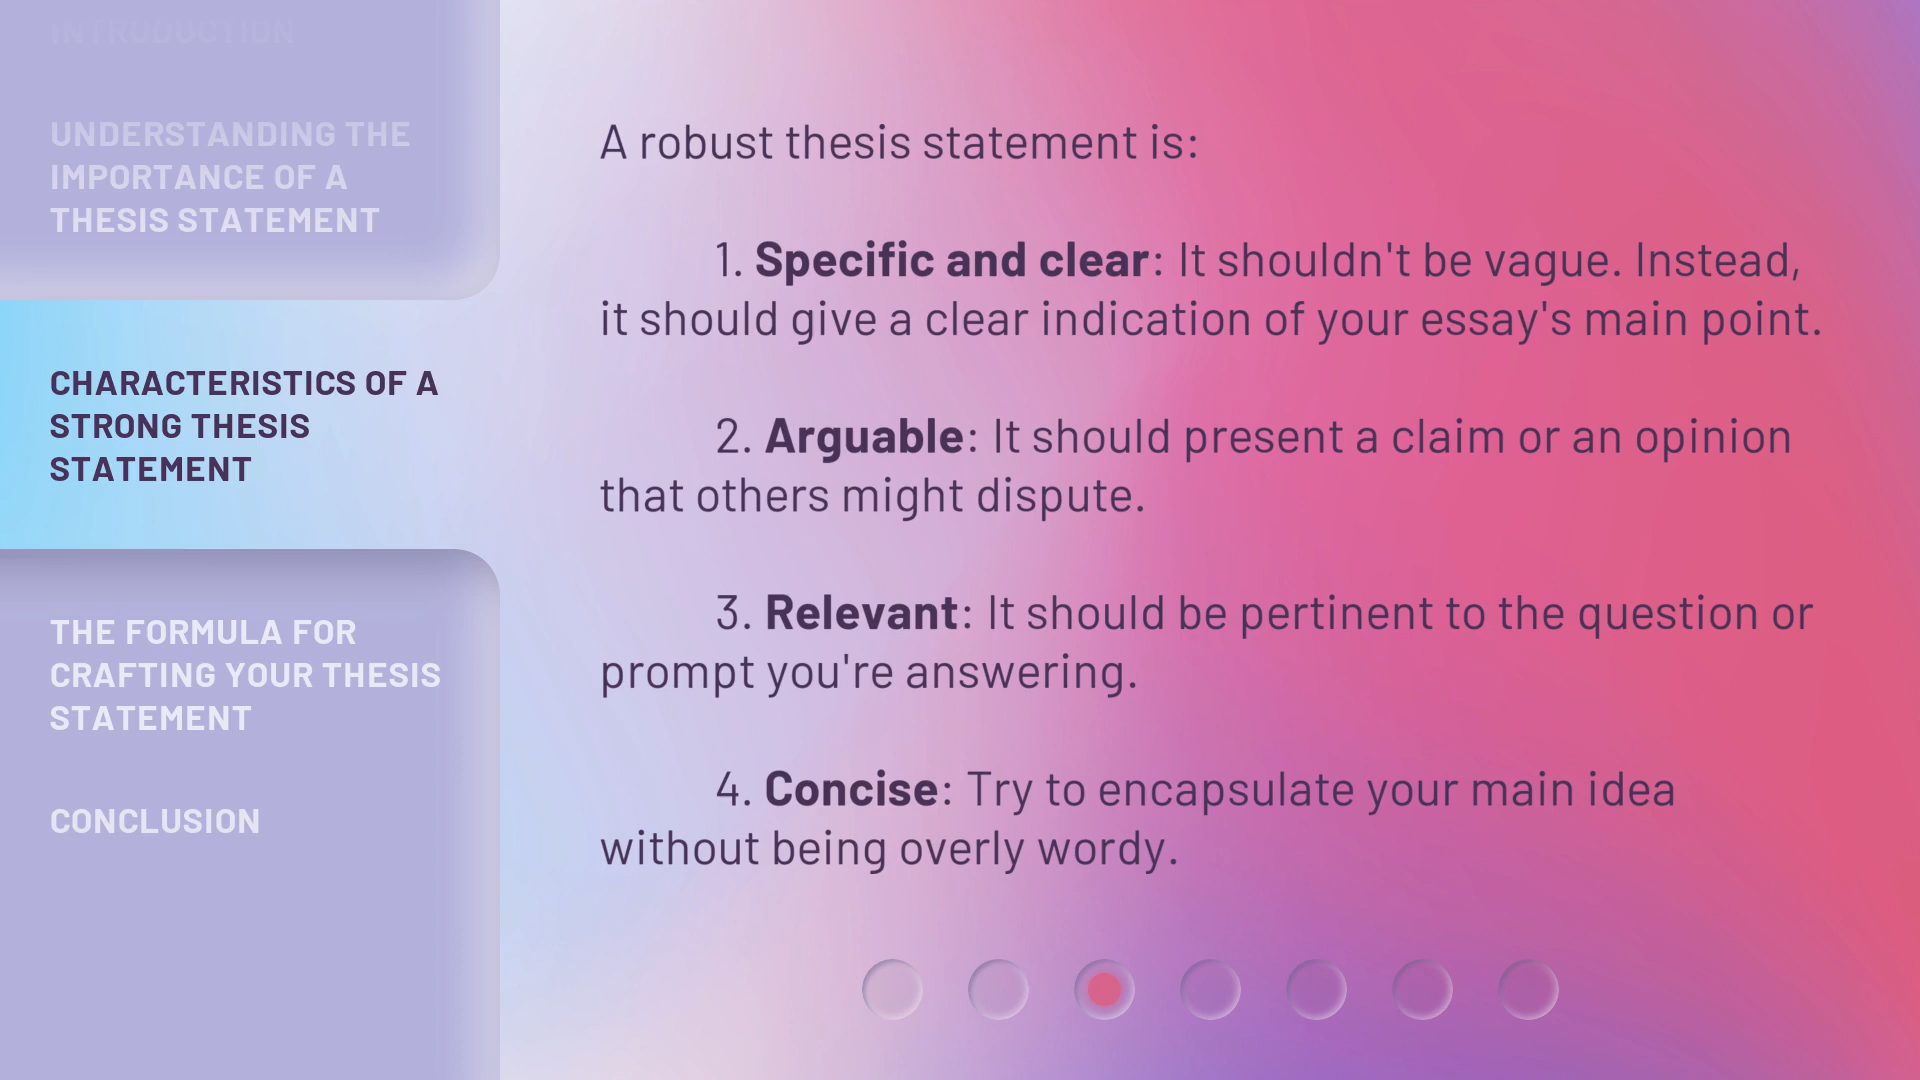 INTRODUCTION
UNDERSTANDING THE
IMPORTANCE OF A
THESIS STATEMENT
CHARACTERISTICS OF A
STRONG THESIS
STATEMENT
THE FORMULA FOR
CRAFTING YOUR THESIS
STATEMENT
CONCLUSION
A robust thesis statement is:
1. Specific and clear: It shouldn't be vague. Instead,
it should give a clear indication of your essay's main point.
2. Arguable: It should present a claim or an opinion
that others might dispute.
3. Relevant: It should be pertinent to the question or
prompt you're answering.
4. Concise: Try to encapsulate your main idea
without being overly wordy.